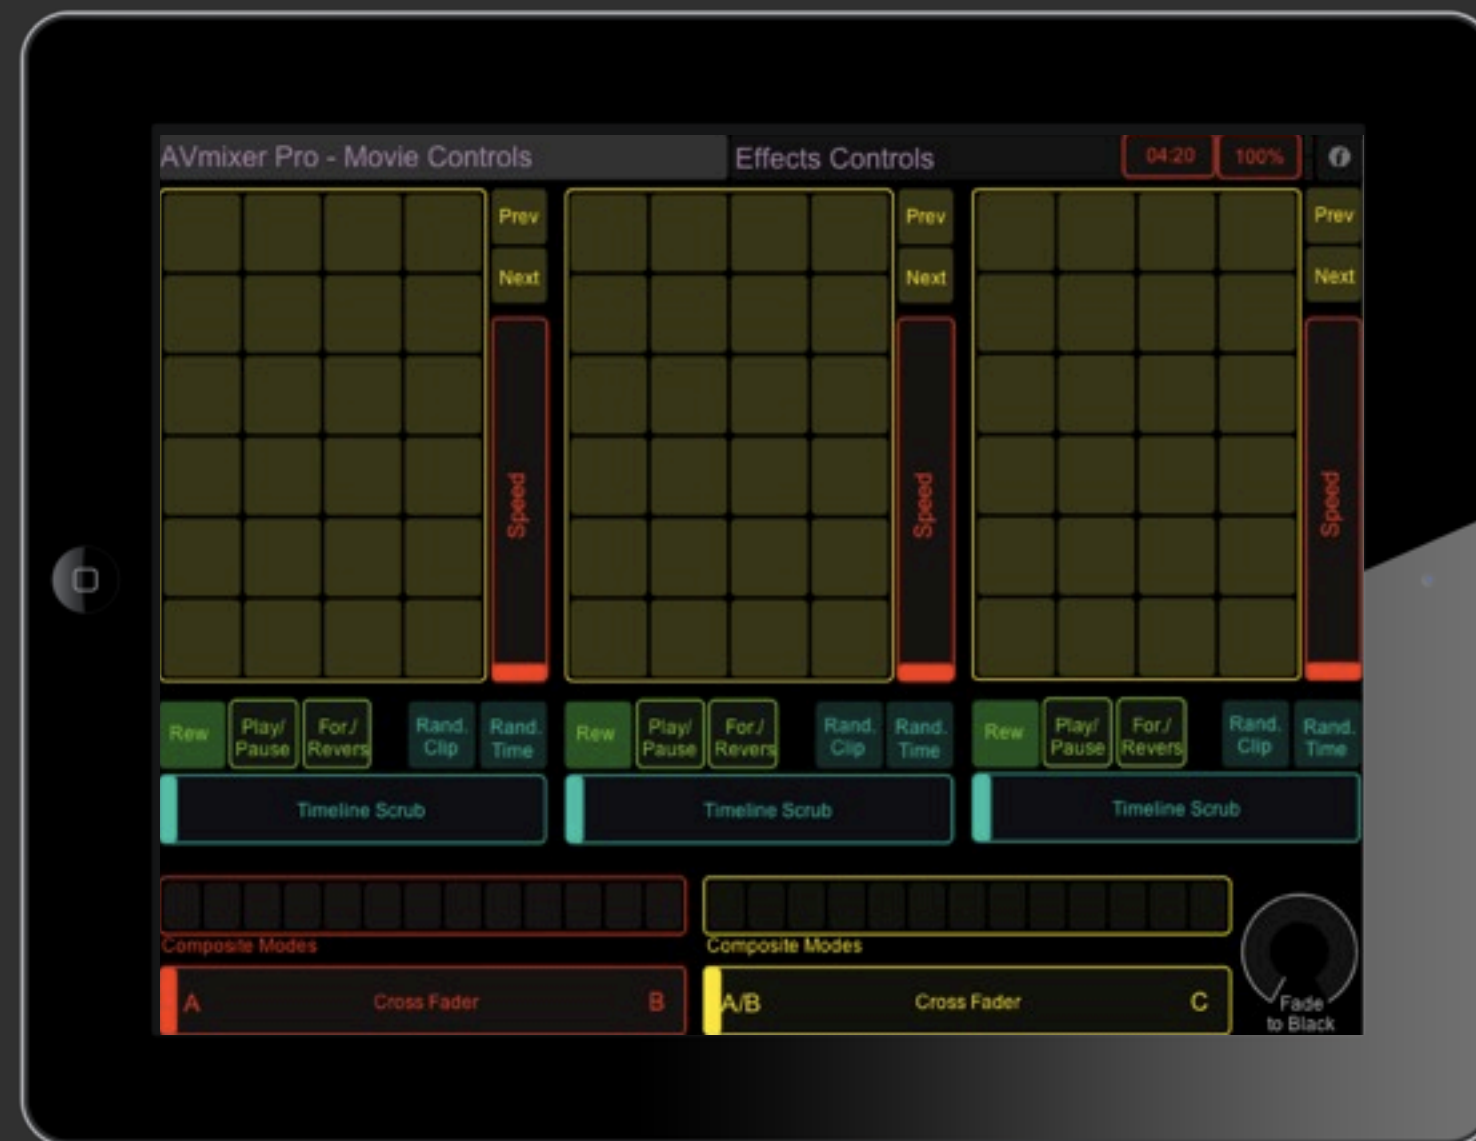 AVmixer Pro - Movie Controls
Effects Controls
04:20
100%
i
Prev
Next
Speed
Prev
Next
Speed
Prev
Next
Speed
Rew
Play/
Pause
For./
Revers
Rand.
Clip
Rand.
Time
Rew
Play/
Pause
For./
Revers
Rand.
Clip
Rand.
Time
Rew
Play/
Pause
For./
Revers
Rand.
Clip
Rand.
Time
Timeline Scrub
Timeline Scrub
Timeline Scrub
Composite Modes
Composite Modes
A Cross Fader B
A/B Cross Fader C
Fade
to Black